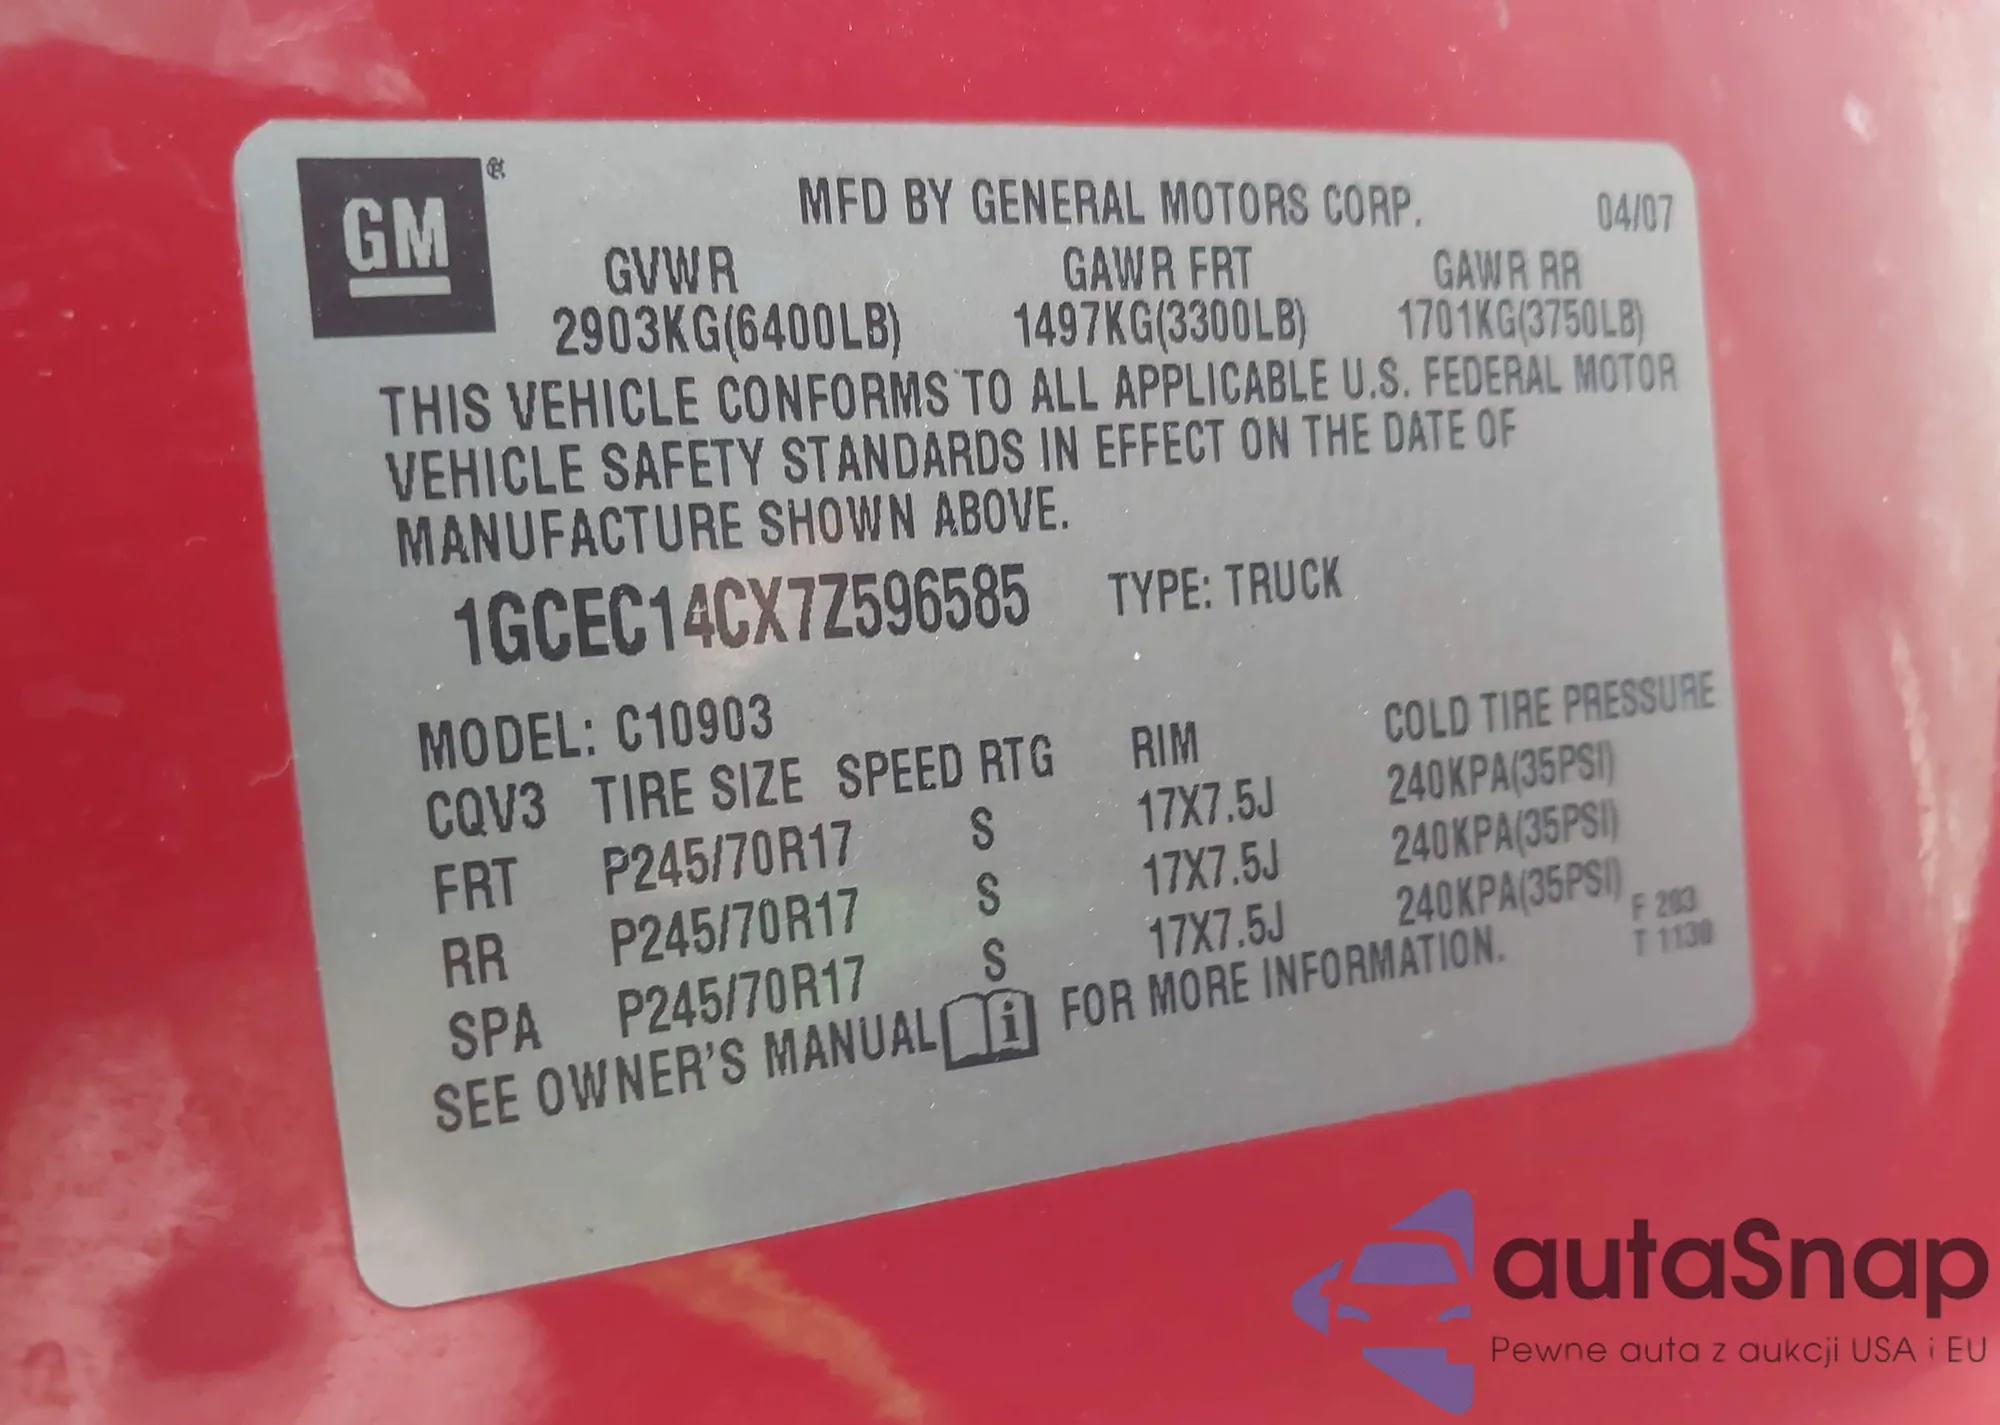 GM®
MFD BY GENERAL MOTORS CORP. 04/07
GVWR GAWR FRT GAWR RR
2903KG(6400LB) 1497KG(3300LB) 1701KG(3750LB)
THIS VEHICLE CONFORMS TO ALL APPLICABLE U.S. FEDERAL MOTOR
VEHICLE SAFETY STANDARDS IN EFFECT ON THE DATE OF
MANUFACTURE SHOWN ABOVE.
1GCEC14CX7Z596585 TYPE: TRUCK
MODEL: C10903
CQV3 TIRE SIZE SPEED RTG RIM COLD TIRE PRESSURE
FRT P245/70R17 S 17X7.5J 240KPA(35PSI)
RR P245/70R17 S 17X7.5J 240KPA(35PSI)
SPA P245/70R17 S 17X7.5J 240KPA(35PSI)
F 203
T 1130
SEE OWNER'S MANUAL i FOR MORE INFORMATION.
autaSnap
Pewne auta z aukcji USA i EU